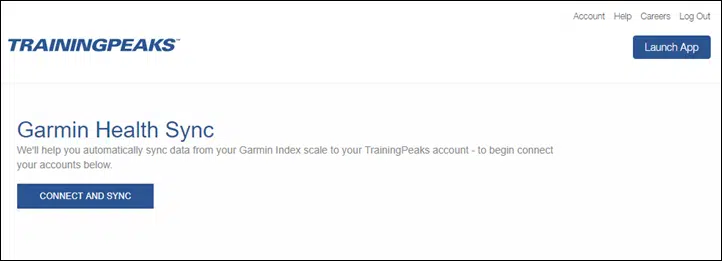 Account Help Careers Log Out
TRAININGPEAKS™
Launch App
Garmin Health Sync
We'll help you automatically sync data from your Garmin Index scale to your TrainingPeaks account - to begin connect
your accounts below.
CONNECT AND SYNC